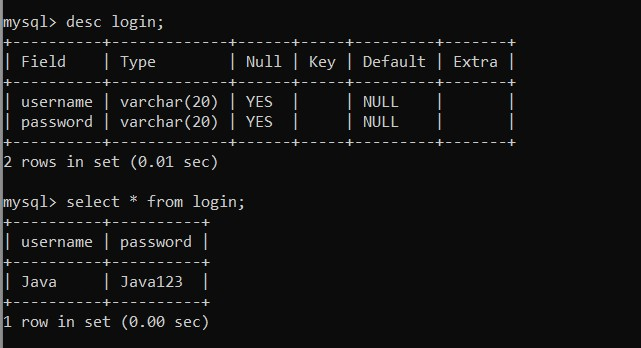 mysql> desc login;
+----------+-------------+------+-----+---------+-------+
| Field    | Type        | Null | Key | Default | Extra |
+----------+-------------+------+-----+---------+-------+
| username | varchar(20) | YES  |     | NULL    |       |
| password | varchar(20) | YES  |     | NULL    |       |
+----------+-------------+------+-----+---------+-------+
2 rows in set (0.01 sec)
mysql> select * from login;
+----------+----------+
| username | password |
+----------+----------+
| Java     | Java123  |
+----------+----------+
1 row in set (0.00 sec)